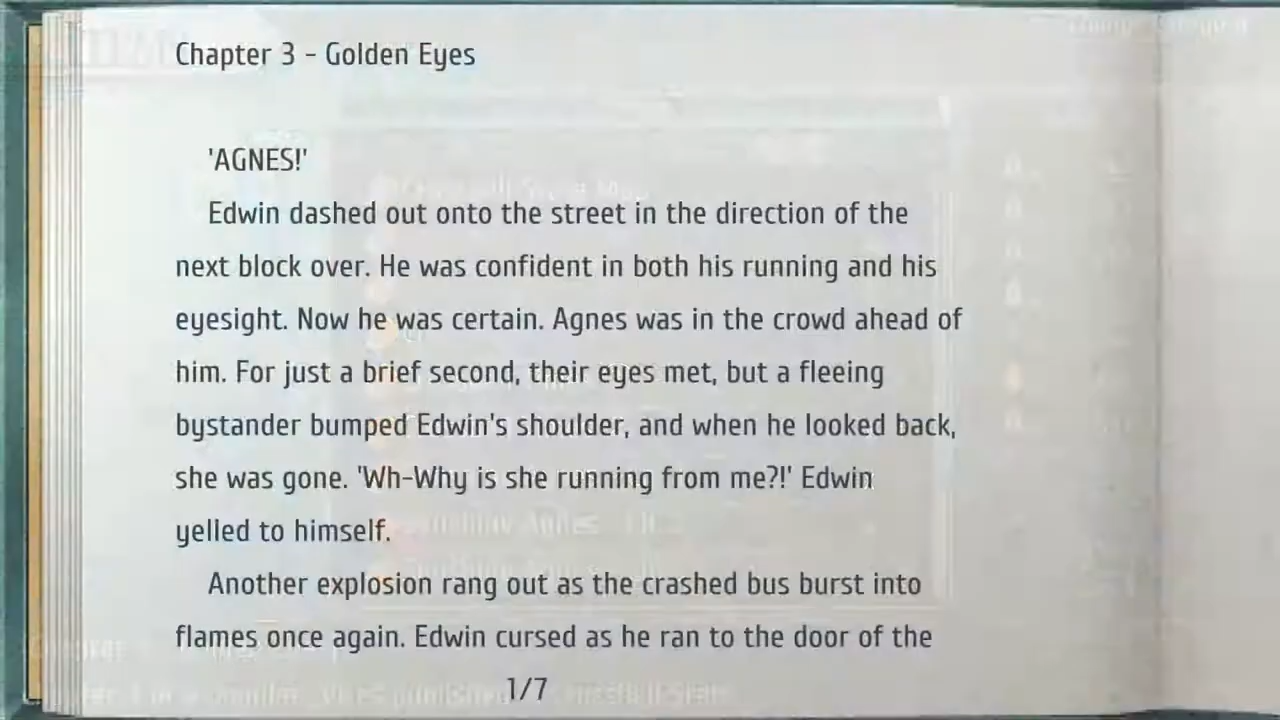 Chapter 3 - Golden Eyes
'AGNES!'
Edwin dashed out onto the street in the direction of the
next block over. He was confident in both his running and his
eyesight. Now he was certain. Agnes was in the crowd ahead of
him. For just a brief second, their eyes met, but a fleeing
bystander bumped Edwin's shoulder, and when he looked back,
she was gone. 'Wh-Why is she running from me?!' Edwin
yelled to himself.
Another explosion rang out as the crashed bus burst into
flames once again. Edwin cursed as he ran to the door of the
1/7